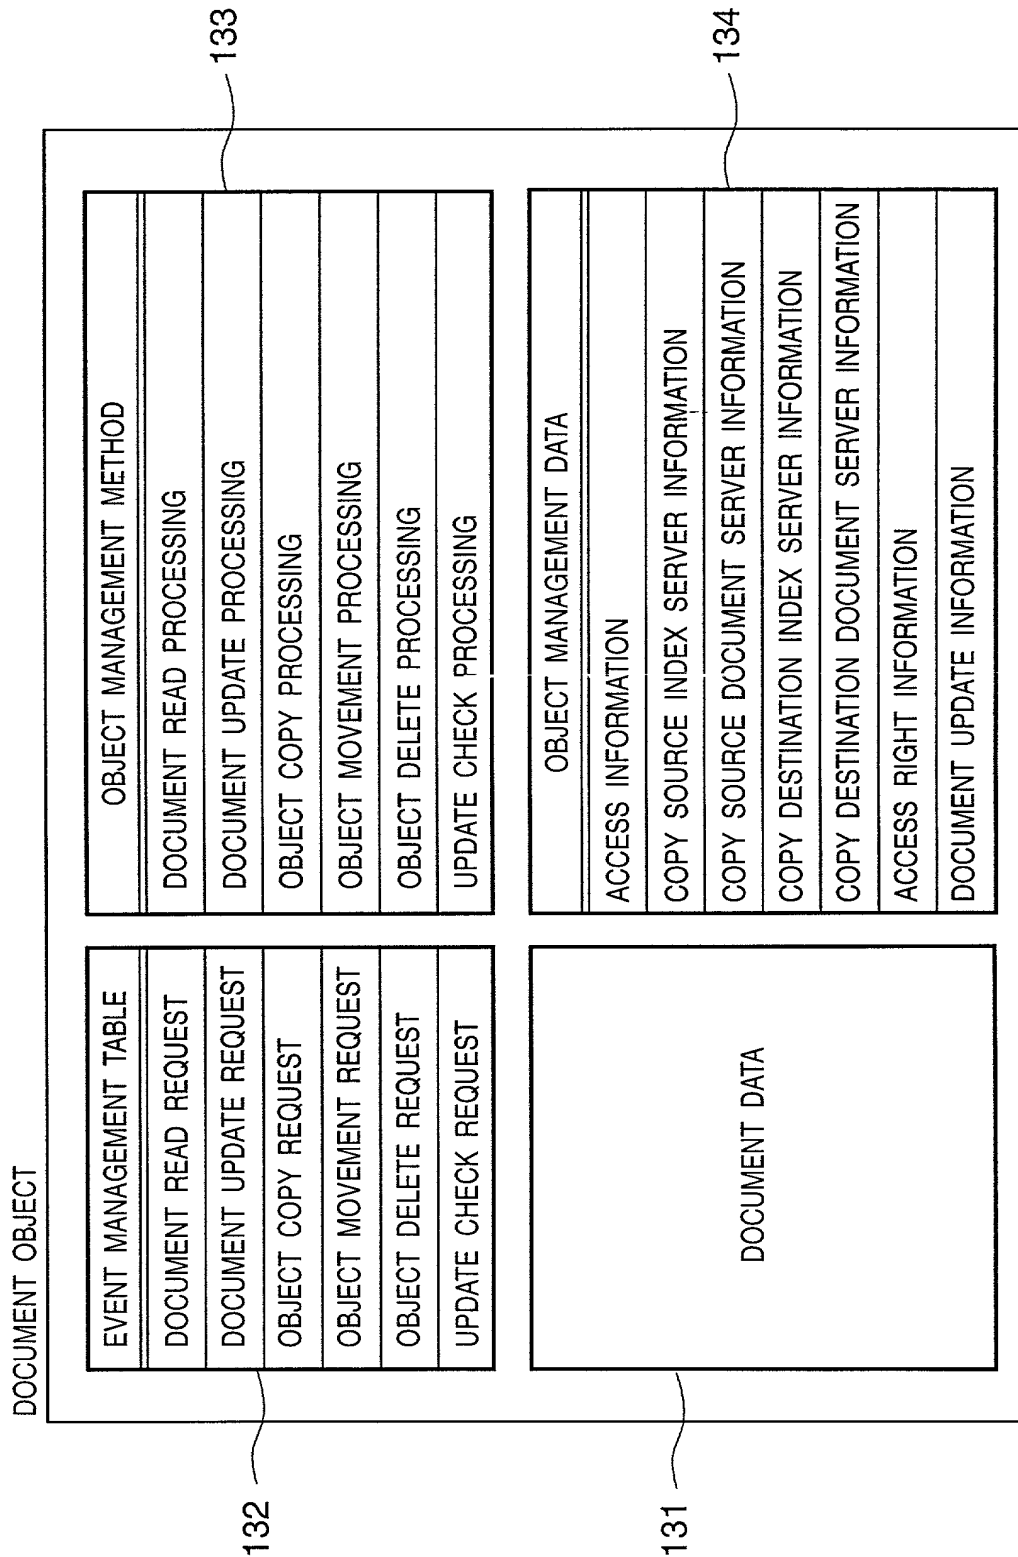 DOCUMENT OBJECT
132
EVENT MANAGEMENT TABLE
DOCUMENT READ REQUEST
DOCUMENT UPDATE REQUEST
OBJECT COPY REQUEST
OBJECT MOVEMENT REQUEST
OBJECT DELETE REQUEST
UPDATE CHECK REQUEST
133
OBJECT MANAGEMENT METHOD
DOCUMENT READ PROCESSING
DOCUMENT UPDATE PROCESSING
OBJECT COPY PROCESSING
OBJECT MOVEMENT PROCESSING
OBJECT DELETE PROCESSING
UPDATE CHECK PROCESSING
131
DOCUMENT DATA
134
OBJECT MANAGEMENT DATA
ACCESS INFORMATION
COPY SOURCE INDEX SERVER INFORMATION
COPY SOURCE DOCUMENT SERVER INFORMATION
COPY DESTINATION INDEX SERVER INFORMATION
COPY DESTINATION DOCUMENT SERVER INFORMATION
ACCESS RIGHT INFORMATION
DOCUMENT UPDATE INFORMATION